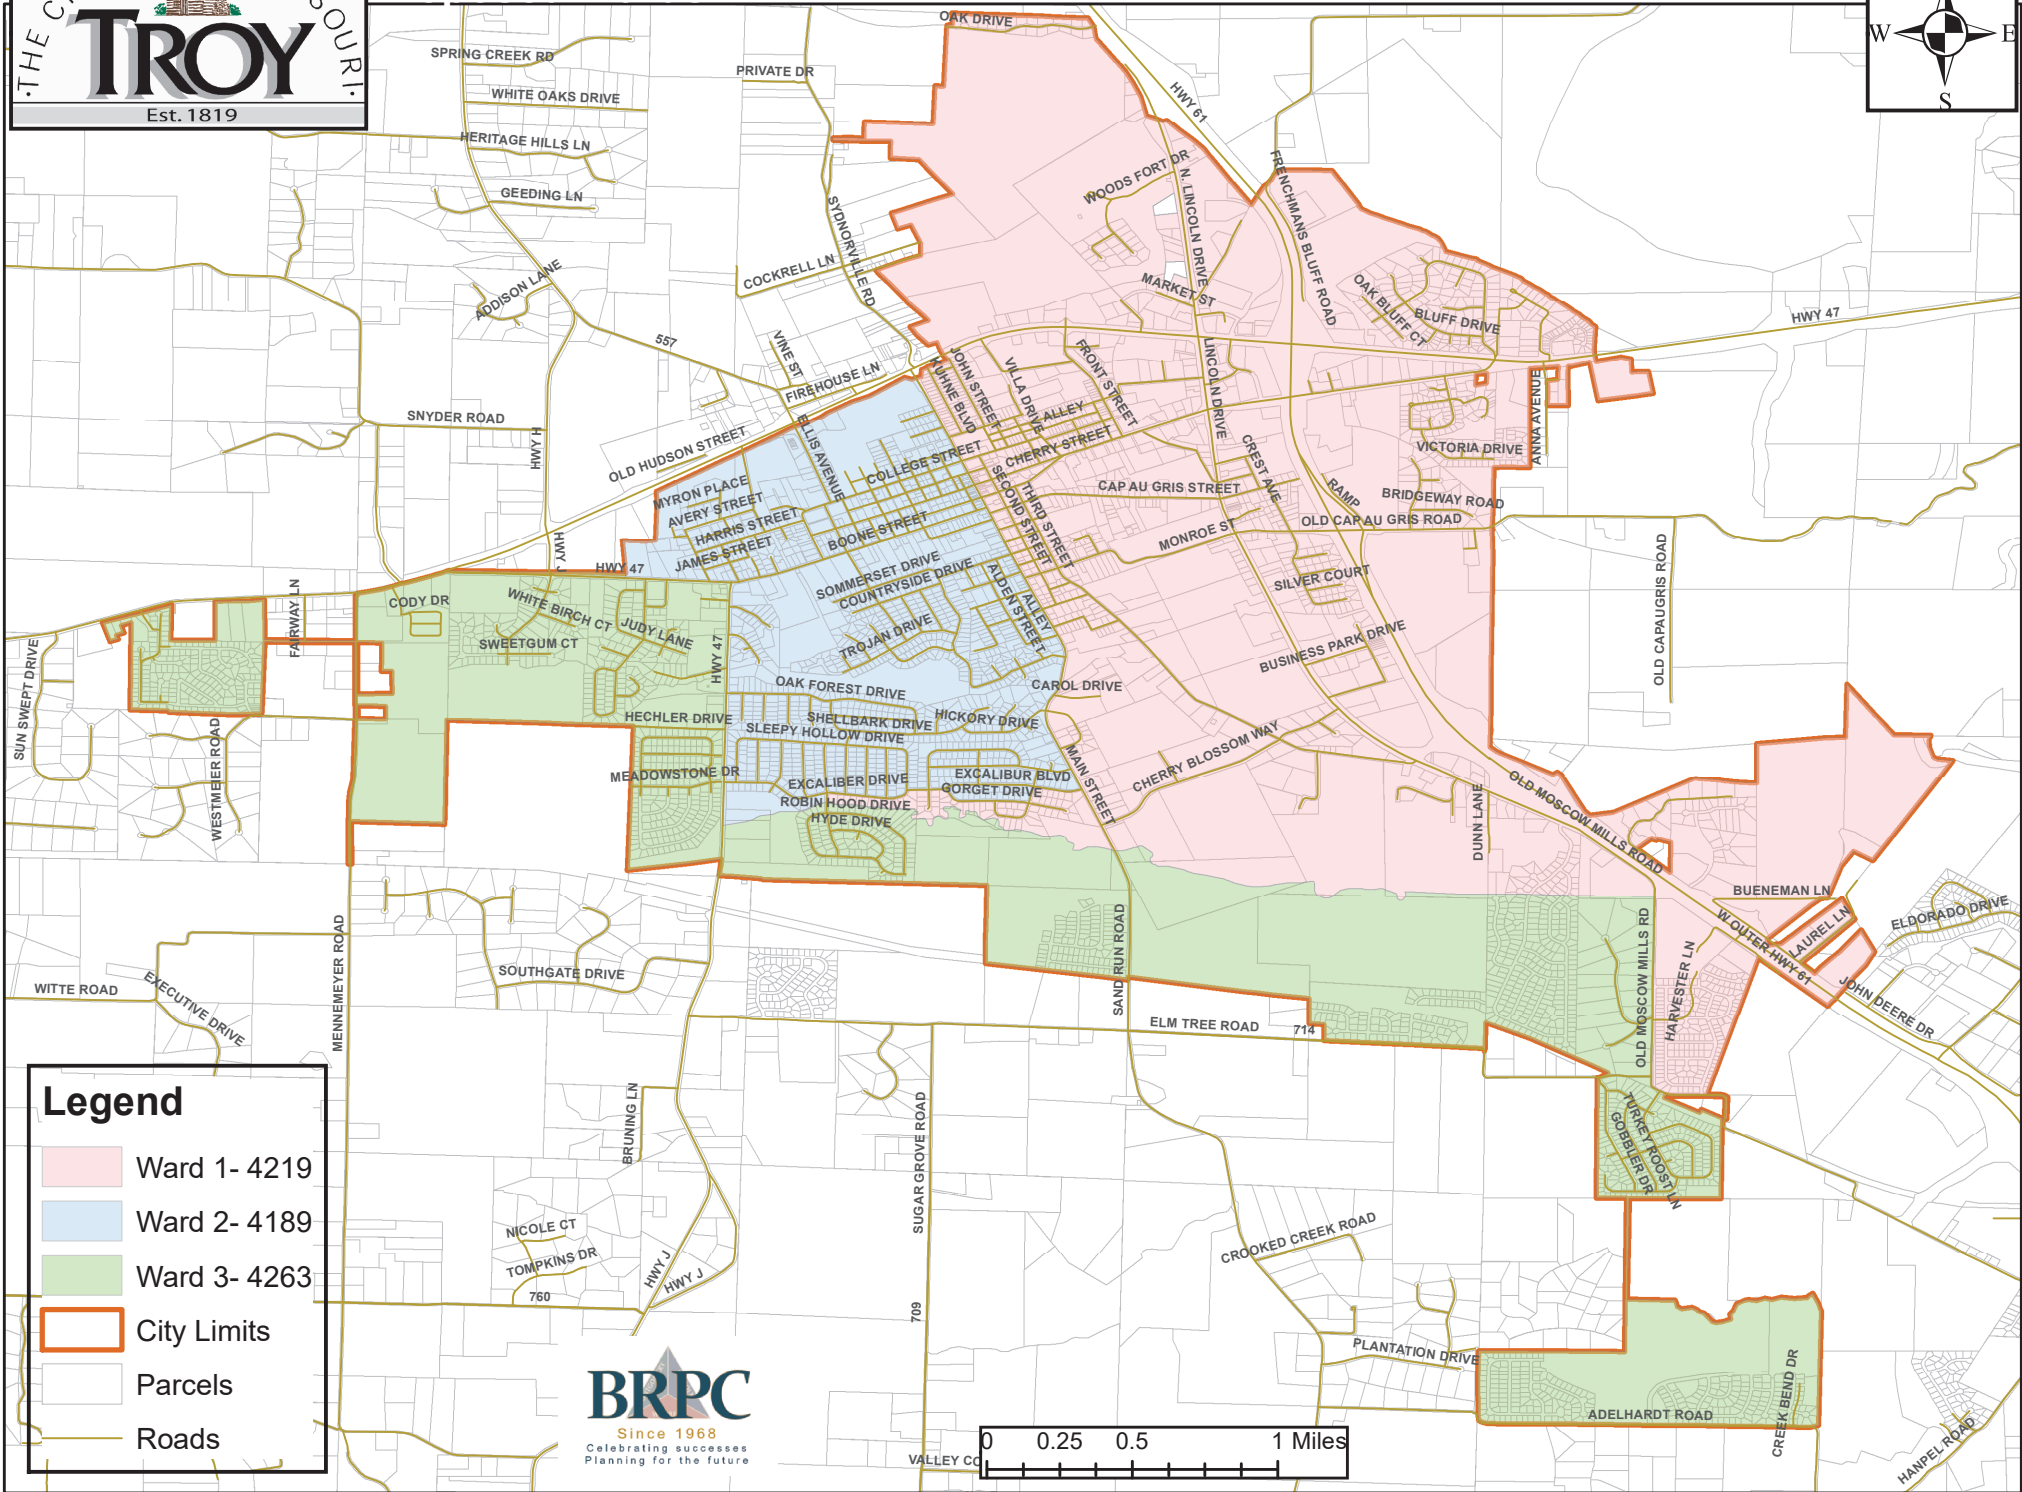 THE C
SOURI
TROY
Est. 1819
W
E
S
OAK DRIVE
SPRING CREEK RD
PRIVATE DR
WHITE OAKS DRIVE
HWY 61
HERITAGE HILLS LN
WOODS FORT DR
FRENCHMANS BLUFF ROAD
GEEDING LN
N. LINCOLN DRIVE
SYDNORVILLE RD
COCKRELL LN
ADDISON LANE
MARKET ST
OAK BLUFF CT
BLUFF DRIVE
HWY 47
557
VINE ST
FIREHOUSE LN
JOHN STREET
KUHNE BLVD
VILLA DRIVE
FRONT STREET
LINCOLN DRIVE
ANNA AVENUE
SNYDER ROAD
HWY H
ELLIS AVENUE
ALLEY
CHERRY STREET
CREST AVE
VICTORIA DRIVE
OLD HUDSON STREET
COLLEGE STREET
MYRON PLACE
AVERY STREET
SECOND STREET
THIRD STREET
CAP AU GRIS STREET
RAMP
BRIDGEWAY ROAD
HARRIS STREET
BOONE STREET
MONROE ST
OLD CAP AU GRIS ROAD
JAMES STREET
HWY J
HWY 47
SOMMERSET DRIVE
COUNTRYSIDE DRIVE
ALDEN STREET
ALLEY
SILVER COURT
OLD CAPAUGRIS ROAD
FAIRWAY LN
CODY DR
WHITE BIRCH CT
JUDY LANE
SWEETGUM CT
HWY 47
TROJAN DRIVE
BUSINESS PARK DRIVE
SUN SWEPT DRIVE
OAK FOREST DRIVE
CAROL DRIVE
HECHLER DRIVE
SHELLBARK DRIVE
HICKORY DRIVE
SLEEPY HOLLOW DRIVE
WESTMEIER ROAD
MEADOWSTONE DR
EXCALIBER DRIVE
EXCALIBUR BLVD
GORGET DRIVE
MAIN STREET
CHERRY BLOSSOM WAY
ROBIN HOOD DRIVE
HYDE DRIVE
DUNN LANE
OLD MOSCOW MILLS ROAD
BUENEMAN LN
ELDORADO DRIVE
LAUREL LN
W OUTER HWY 61
MENNEMEYER ROAD
SAND RUN ROAD
OLD MOSCOW MILLS RD
HARVESTER LN
WITTE ROAD
EXECUTIVE DRIVE
SOUTHGATE DRIVE
JOHN DEERE DR
ELM TREE ROAD
714
BRUNING LN
SUGAR GROVE ROAD
TURKEY ROOST LN
GOBBLER DR
NICOLE CT
TOMPKINS DR
HWY J
HWY J
CROOKED CREEK ROAD
760
709
PLANTATION DRIVE
ADELHARDT ROAD
CREEK BEND DR
HANPEL ROAD
VALLEY CO
Legend
Ward 1- 4219
Ward 2- 4189
Ward 3- 4263
City Limits
Parcels
Roads
BRPC
Since 1968
Celebrating successes
Planning for the future
0 0.25 0.5 1 Miles